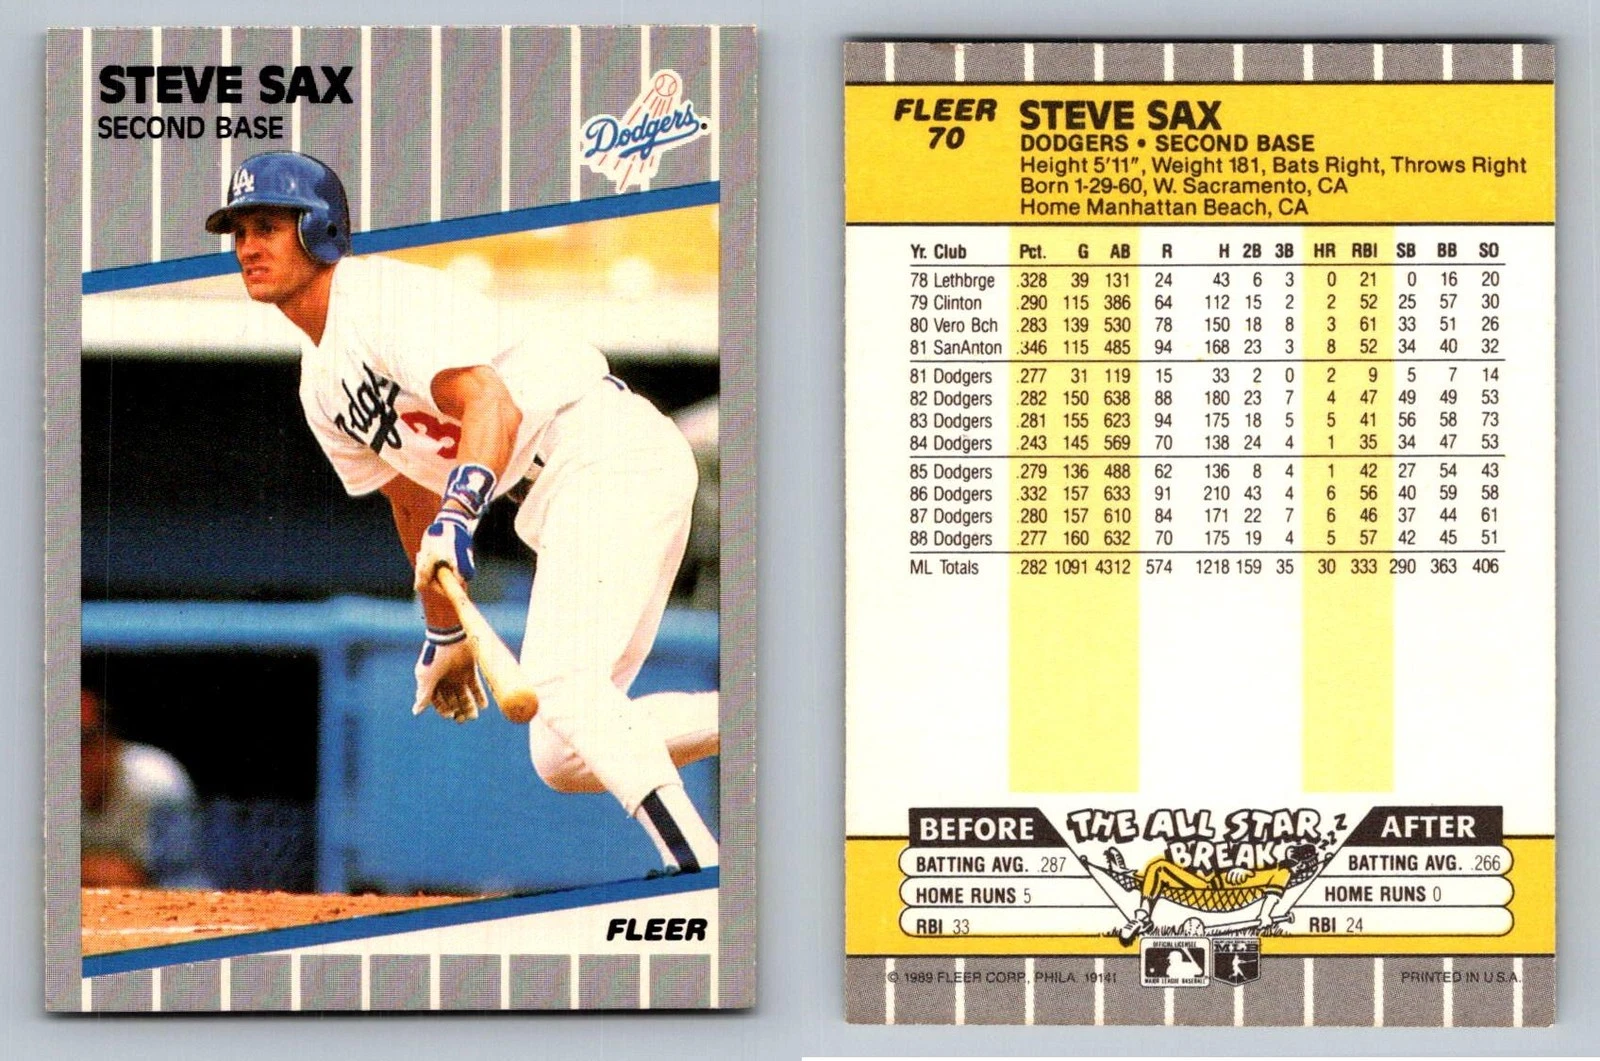 STEVE SAX
SECOND BASE
Dodgers
LA
Dodge
3
FLEER
FLEER
70
STEVE SAX
DODGERS • SECOND BASE
Height 5'11", Weight 181, Bats Right, Throws Right
Born 1-29-60, W. Sacramento, CA
Home Manhattan Beach, CA
Yr. Club Pct. G AB R H 2B 3B HR RBI SB BB SO
78 Lethbrge .328 39 131 24 43 6 3 0 21 0 16 20
79 Clinton .290 115 386 64 112 15 2 2 52 25 57 30
80 Vero Bch .283 139 530 78 150 18 8 3 61 33 51 26
81 SanAnton .346 115 485 94 168 23 3 8 52 34 40 32
81 Dodgers .277 31 119 15 33 2 0 2 9 5 7 14
82 Dodgers .282 150 638 88 180 23 7 4 47 49 49 53
83 Dodgers .281 155 623 94 175 18 5 5 41 56 58 73
84 Dodgers .243 145 569 70 138 24 4 1 35 34 47 53
85 Dodgers .279 136 488 62 136 8 4 1 42 27 54 43
86 Dodgers .332 157 633 91 210 43 4 6 56 40 59 58
87 Dodgers .280 157 610 84 171 22 7 6 46 37 44 61
88 Dodgers .277 160 632 70 175 19 4 5 57 42 45 51
ML Totals .282 1091 4312 574 1218 159 35 30 333 290 363 406
BEFORE THE ALL STAR BREAK ZZZZ AFTER
BATTING AVG. .287 BATTING AVG. .266
HOME RUNS 5 HOME RUNS 0
RBI 33 RBI 24
OFFICIAL LICENSEE
MAJOR LEAGUE BASEBALL
MLB
© 1989 FLEER CORP., PHILA. 19141 PRINTED IN U.S.A.